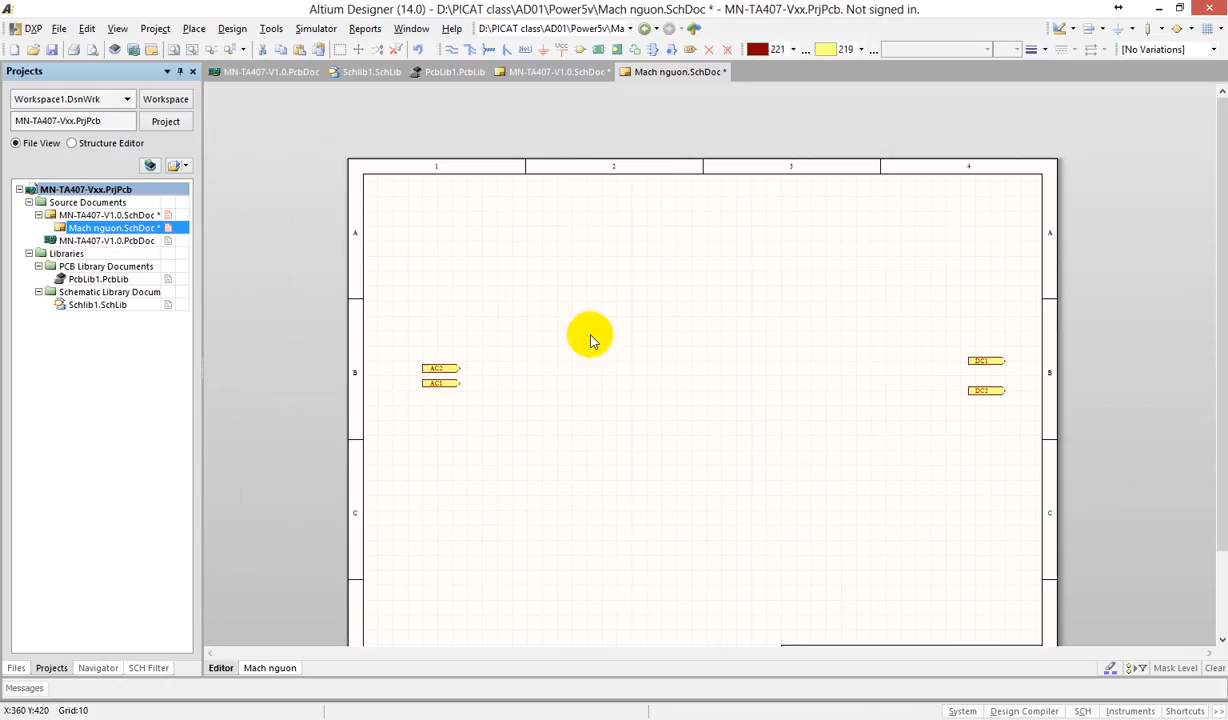 Altium Designer (14.0) - D:\PICAT class\AD01\Power5v\Mach nguon.SchDoc * - MN-TA407-Vxx.PrjPcb. Not signed in.
DXP File Edit View Project Place Design Tools Simulator Reports Window Help D:\PICAT class\AD01\Power5v\Ma
Vcc 221 ... 219 ... [No Variations]
Projects
MN-TA407-V1.0.PcbDoc Schlib1.SchLib PcbLib1.PcbLib MN-TA407-V1.0.SchDoc * Mach nguon.SchDoc *
Workspace1.DsnWrk Workspace
MN-TA407-Vxx.PrjPcb Project
File View Structure Editor
MN-TA407-Vxx.PrjPcb
Source Documents
MN-TA407-V1.0.SchDoc *
Mach nguon.SchDoc *
MN-TA407-V1.0.PcbDoc
Libraries
PCB Library Documents
PcbLib1.PcbLib
Schematic Library Docum
Schlib1.SchLib
1 2 3 4
A A
B B
C C
AC2
AC1
DC1
DC2
Files Projects Navigator SCH Filter
Editor Mach nguon Mask Level Clear
Messages
X:360 Y:420 Grid:10 System Design Compiler SCH Instruments Shortcuts >>